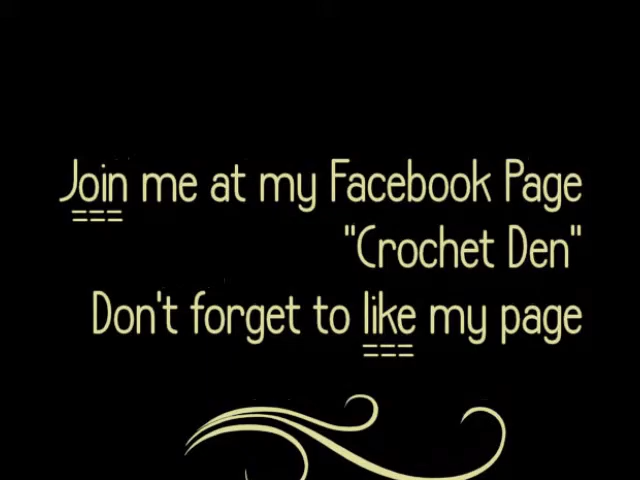 Join me at my Facebook Page
===
"Crochet Den"
Don't forget to like my page
===